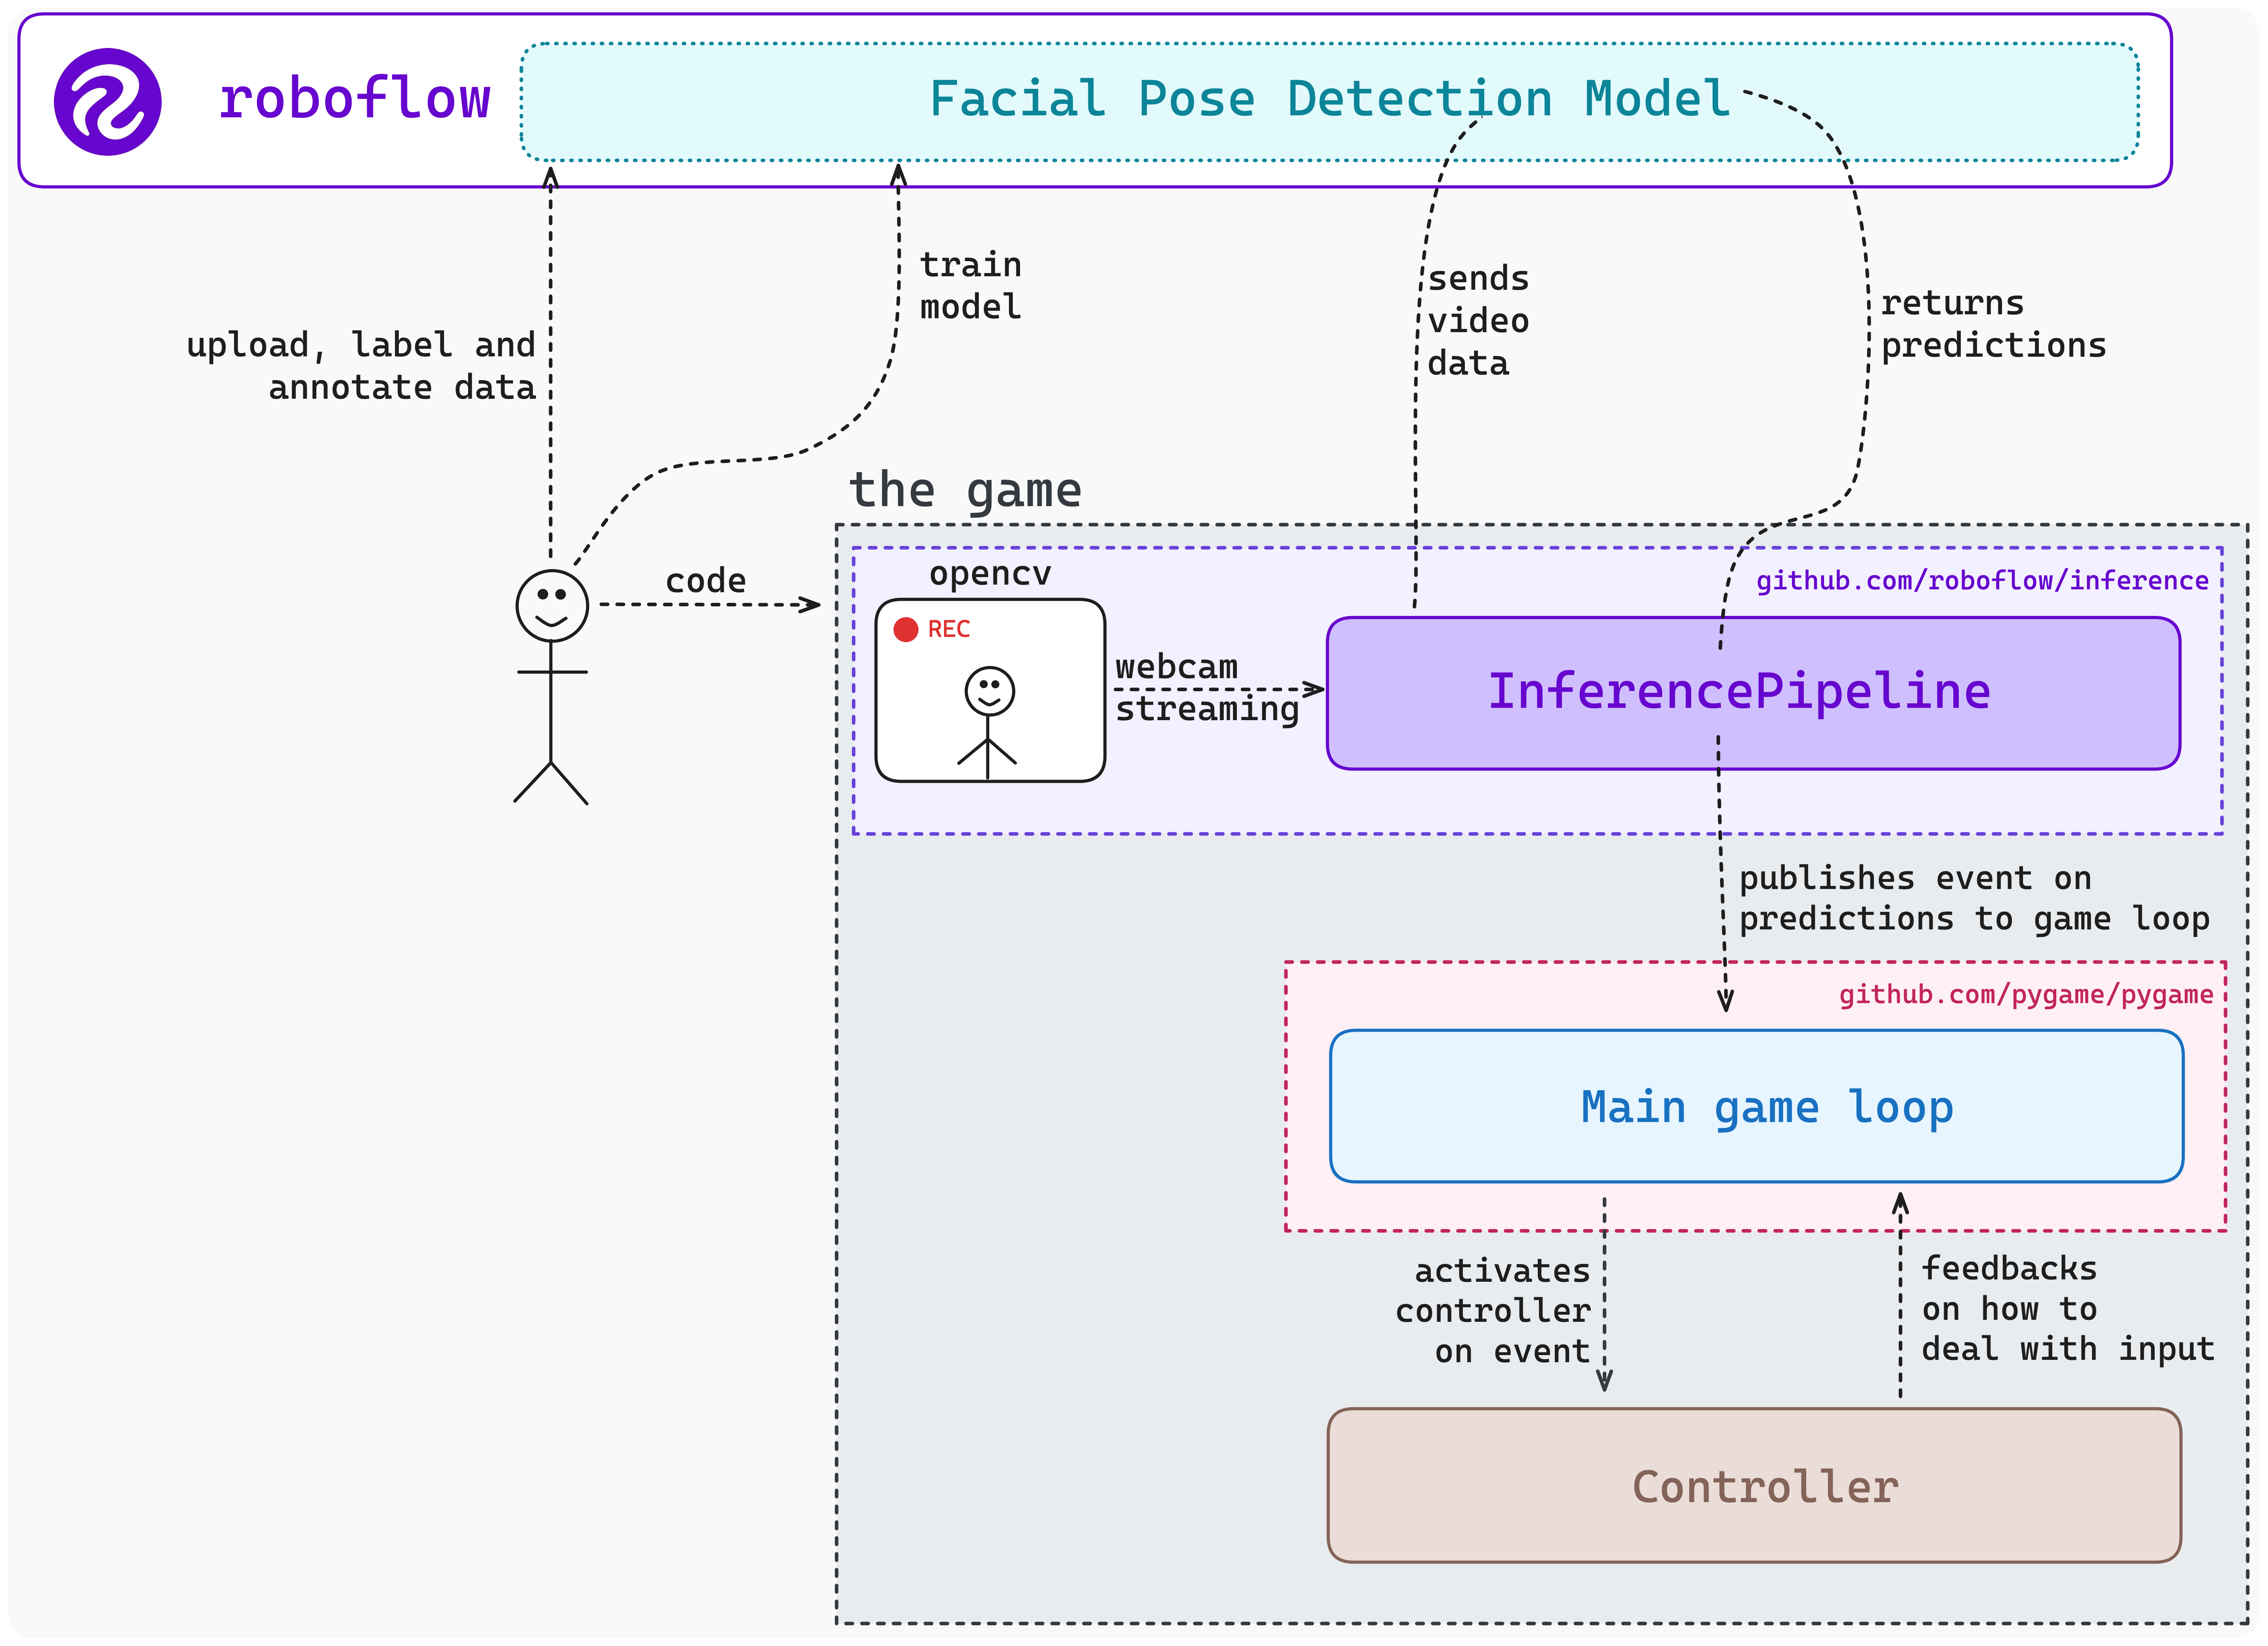 roboflow
Facial Pose Detection Model
train
model
sends
video
data
returns
predictions
upload, label and
annotate data
the game
code
opencv
REC
github.com/roboflow/inference
webcam
streaming
InferencePipeline
publishes event on
predictions to game loop
github.com/pygame/pygame
Main game loop
activates
controller
on event
feedbacks
on how to
deal with input
Controller